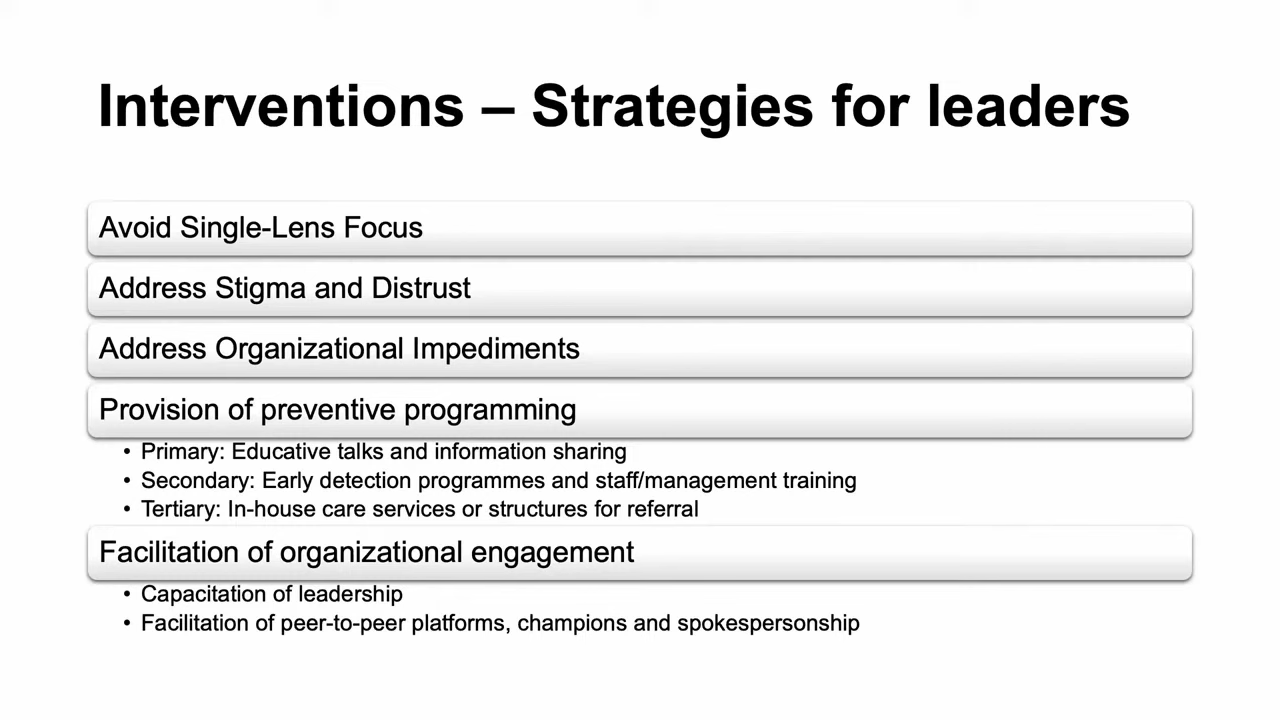 Interventions – Strategies for leaders
Avoid Single-Lens Focus
Address Stigma and Distrust
Address Organizational Impediments
Provision of preventive programming
• Primary: Educative talks and information sharing
• Secondary: Early detection programmes and staff/management training
• Tertiary: In-house care services or structures for referral
Facilitation of organizational engagement
• Capacitation of leadership
• Facilitation of peer-to-peer platforms, champions and spokespersonship